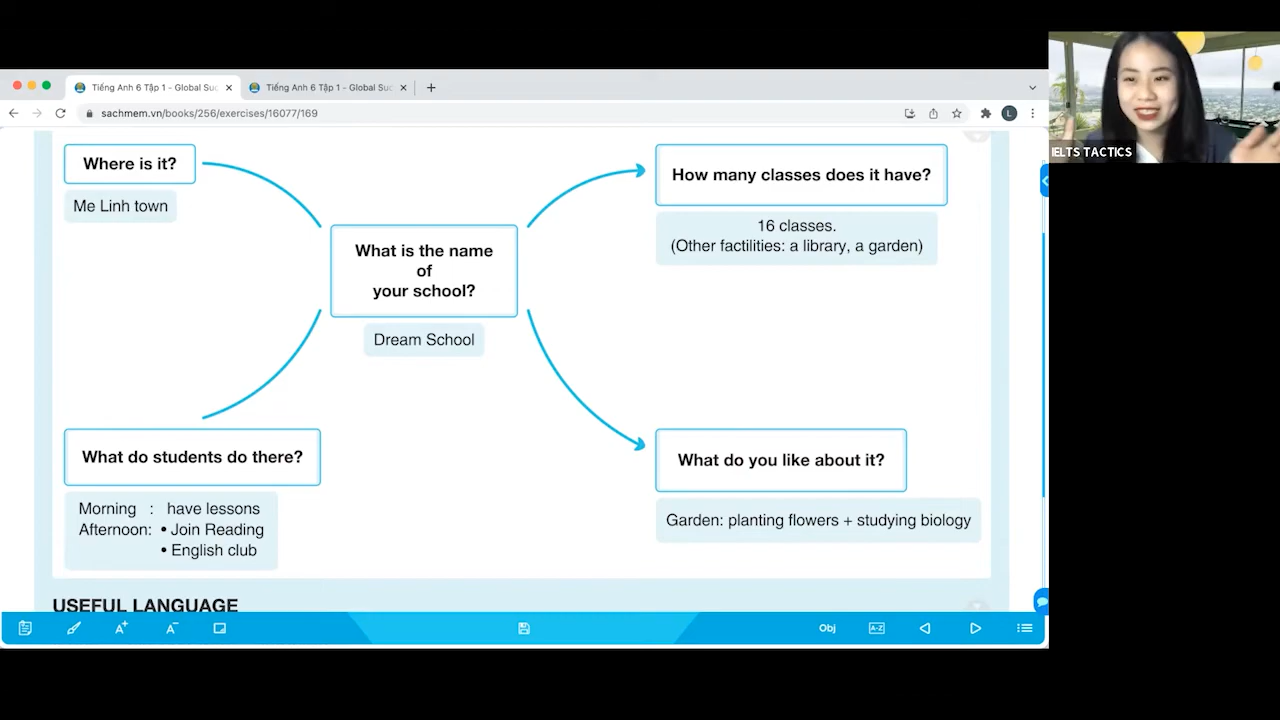 Tiếng Anh 6 Tập 1 - Global Suc
Tiếng Anh 6 Tập 1 - Global Suc
sachmem.vn/books/256/exercises/16077/169
L
IELTS TACTICS
Where is it?
Me Linh town
How many classes does it have?
16 classes.
(Other factilities: a library, a garden)
What is the name
of
your school?
Dream School
What do students do there?
Morning : have lessons
Afternoon: • Join Reading
• English club
What do you like about it?
Garden: planting flowers + studying biology
USEFUL LANGUAGE
A+
A-
Obj
A-Z